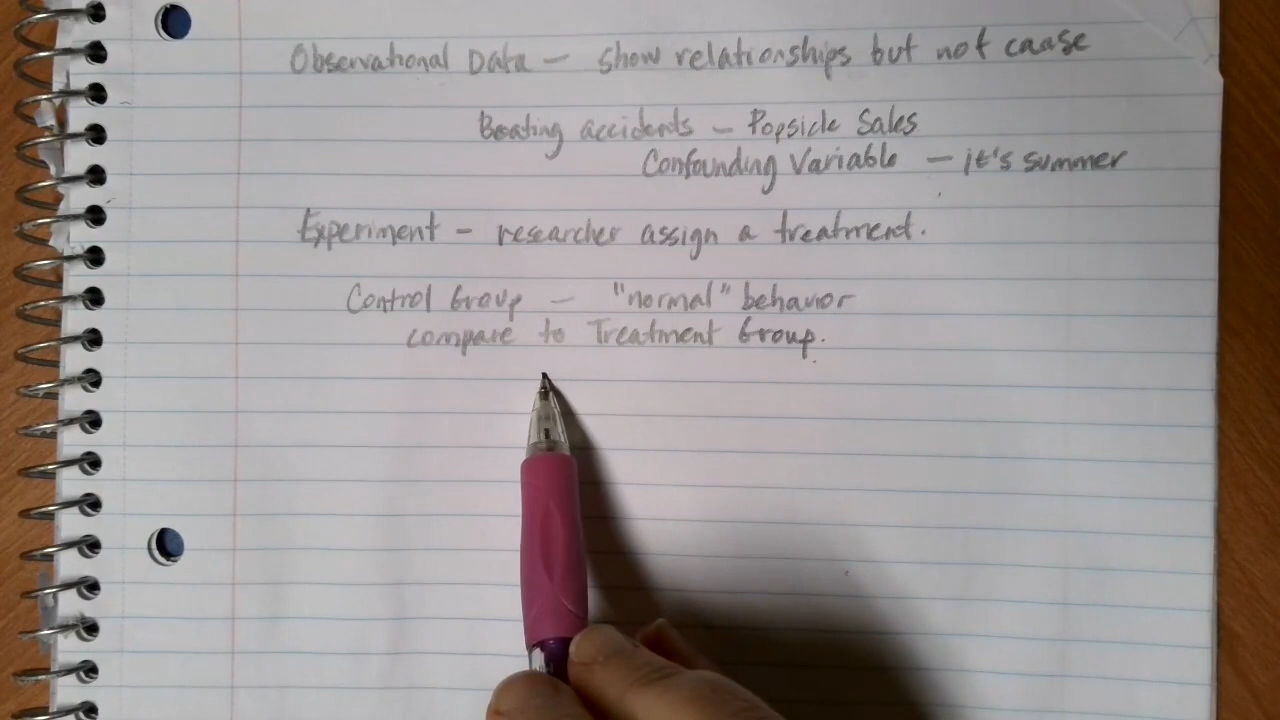 Observational Data — show relationships but not cause
Boating accidents — Popsicle Sales
Confounding Variable — it's summer
Experiment - researcher assign a treatment.
Control Group — "normal" behavior
compare to Treatment Group.